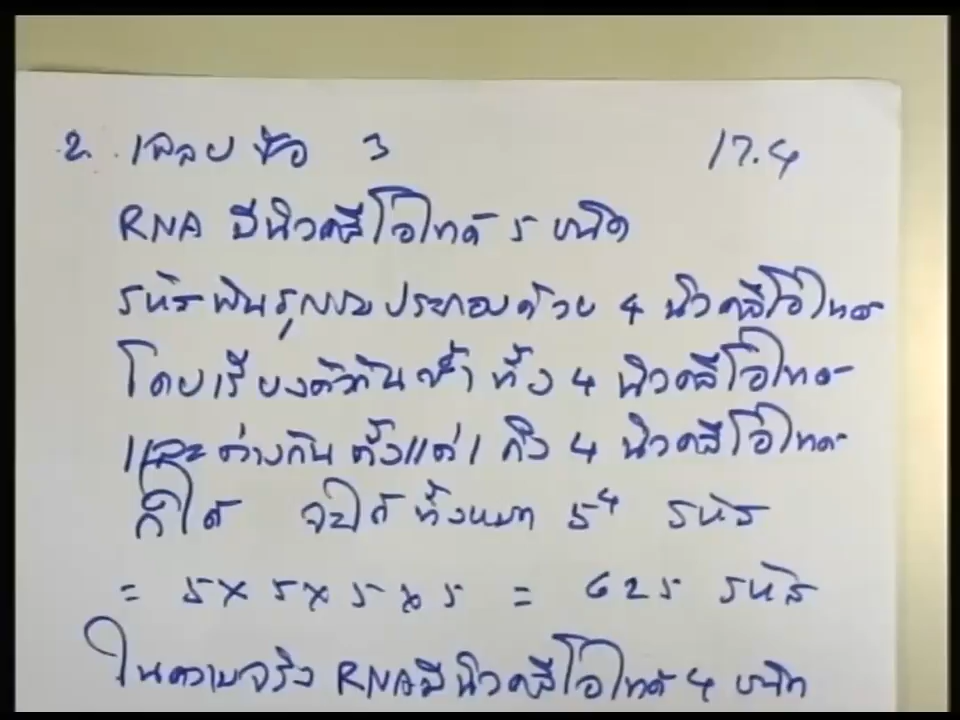 2. เฉลย ข้อ 3 17.4
RNA มีนิวคลีโอไทด์ 5 ชนิด
รหัสพันธุกรรมประกอบด้วย 4 นิวคลีโอไทด์
โดยเรียงตัวกันซ้ำ ทั้ง 4 นิวคลีโอไทด์
และต่างกัน ตั้งแต่ 1 ถึง 4 นิวคลีโอไทด์
ก็ได้ จะได้ ทั้งหมด 5⁴ รหัส
= 5 x 5 x 5 x 5 = 625 รหัส
ในความจริง RNA มีนิวคลีโอไทด์ 4 ชนิด